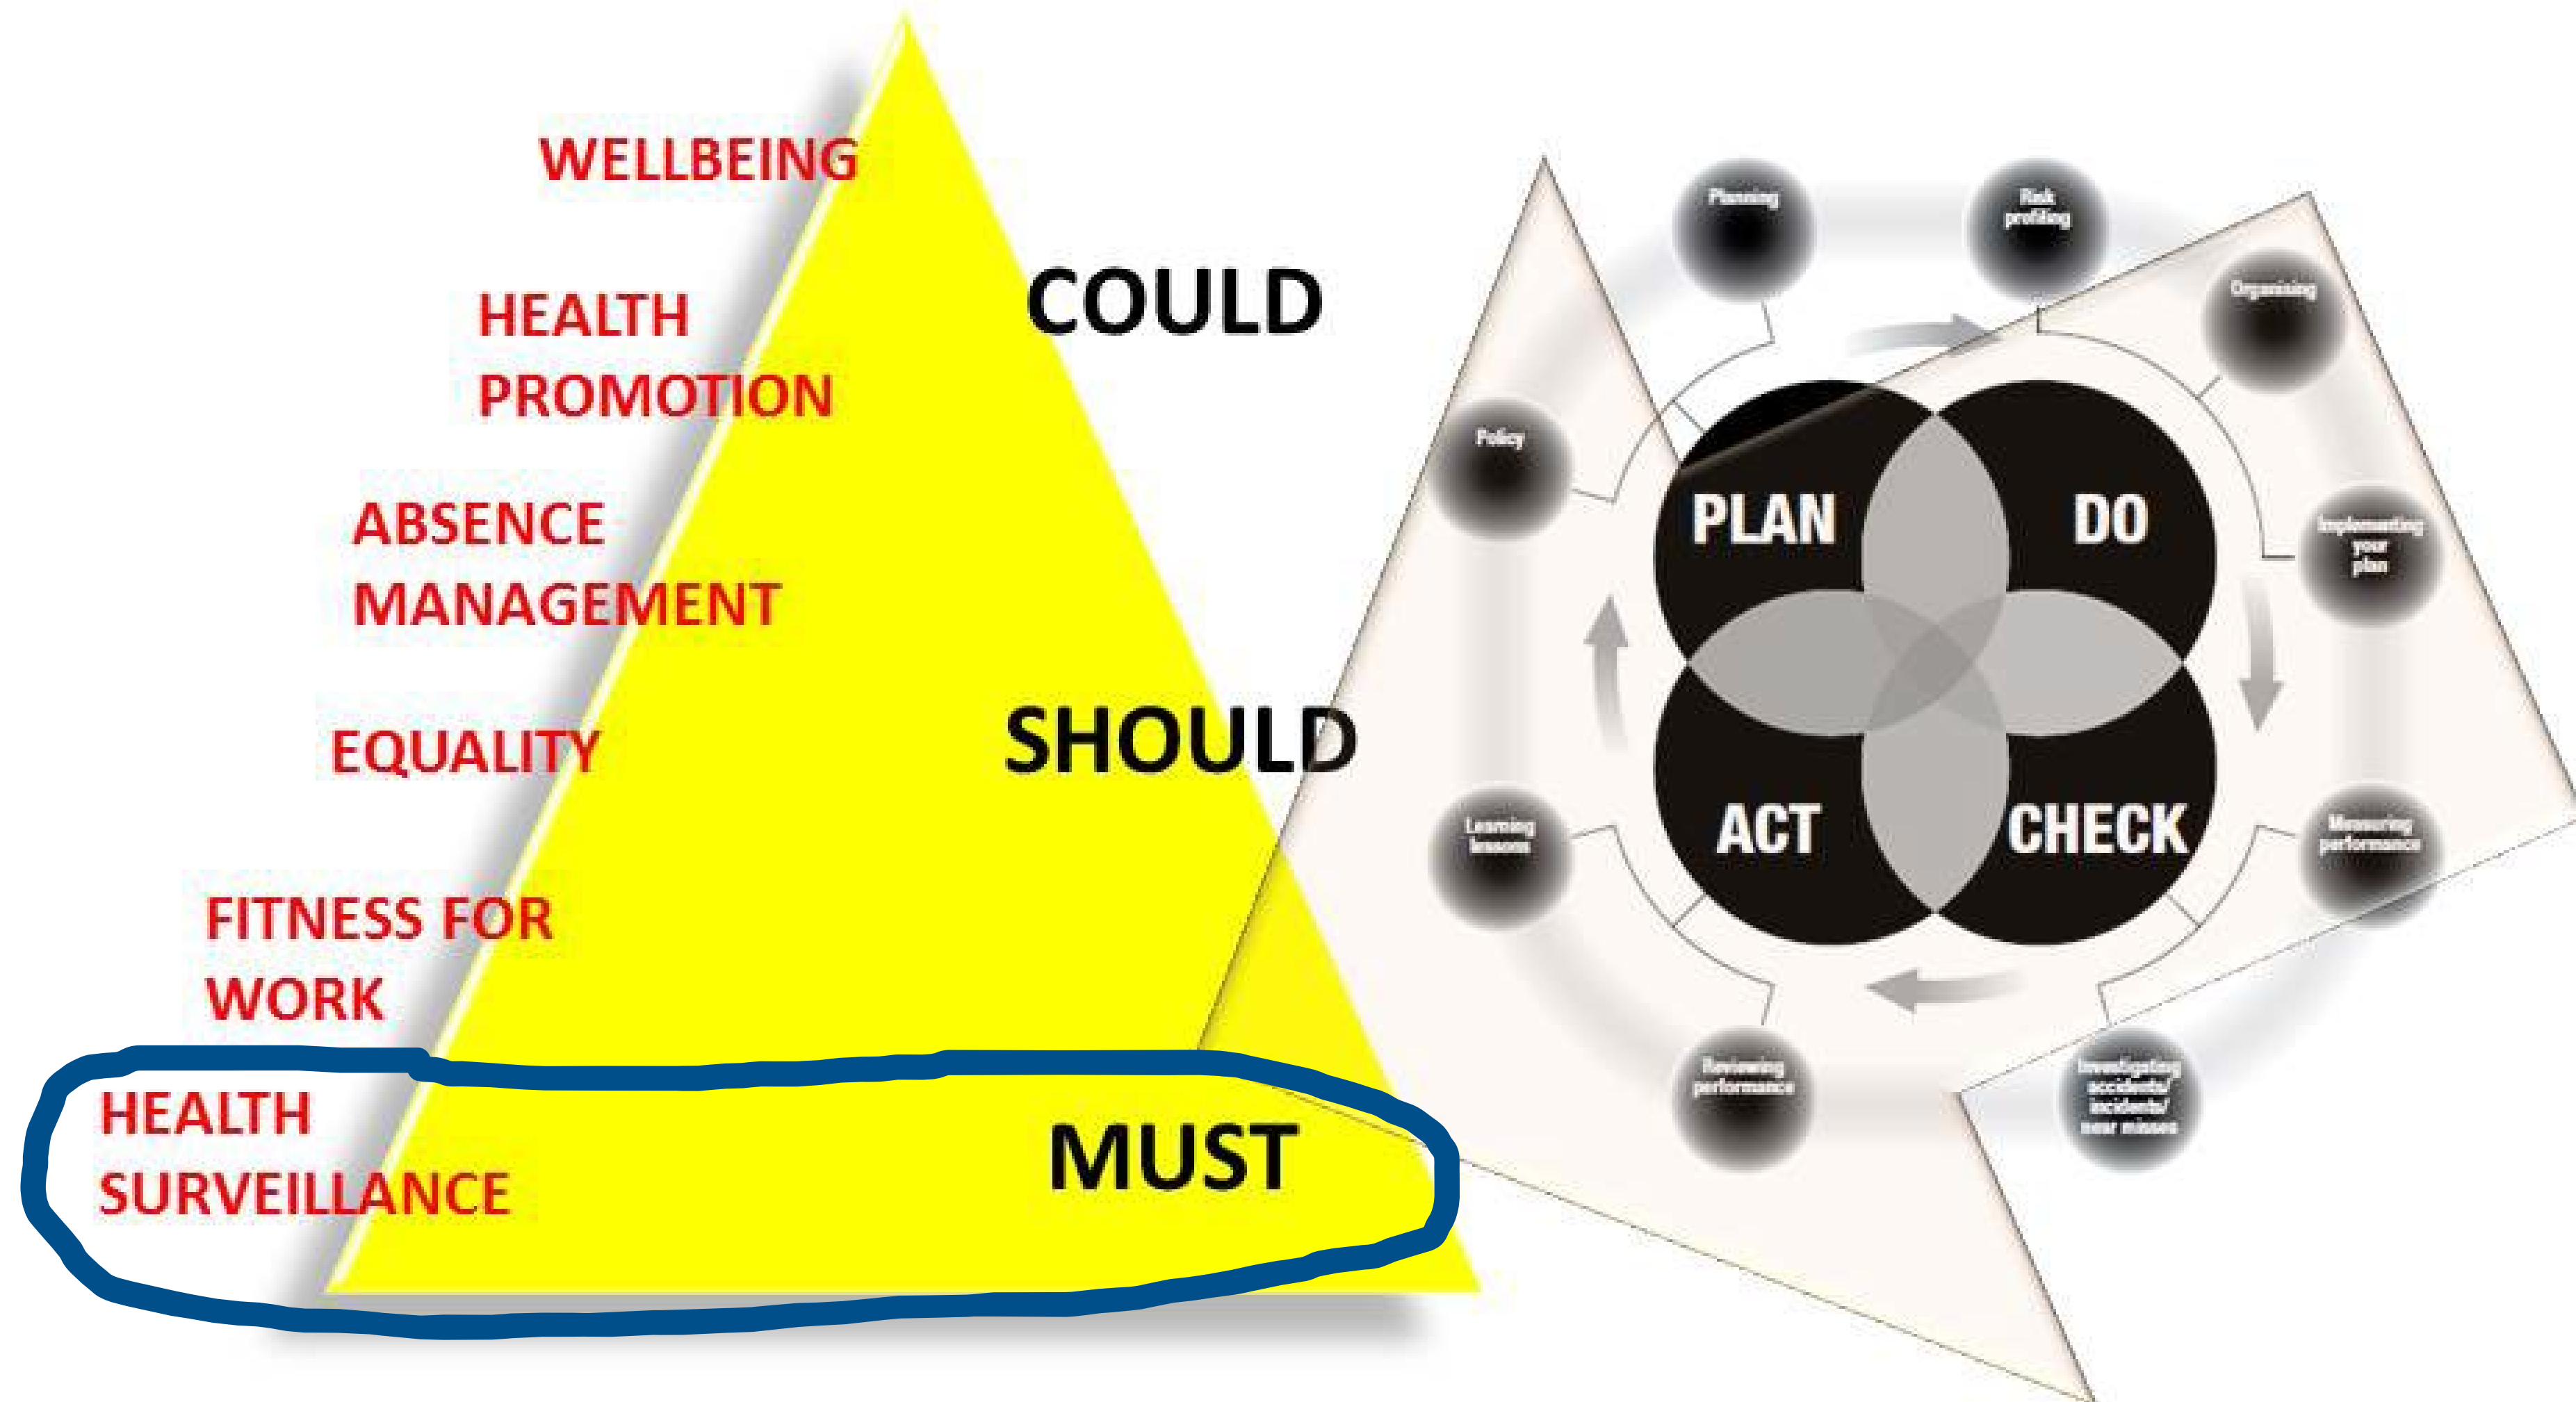 WELLBEING
HEALTH
PROMOTION
ABSENCE
MANAGEMENT
EQUALITY
FITNESS FOR
WORK
HEALTH
SURVEILLANCE
COULD
SHOULD
MUST
Planning
Risk
profiling
Organising
Policy
PLAN
DO
Implementing
your
plan
ACT
CHECK
Learning
lessons
Measuring
performance
Reviewing
performance
Investigating
accidents/
incidents/
near misses